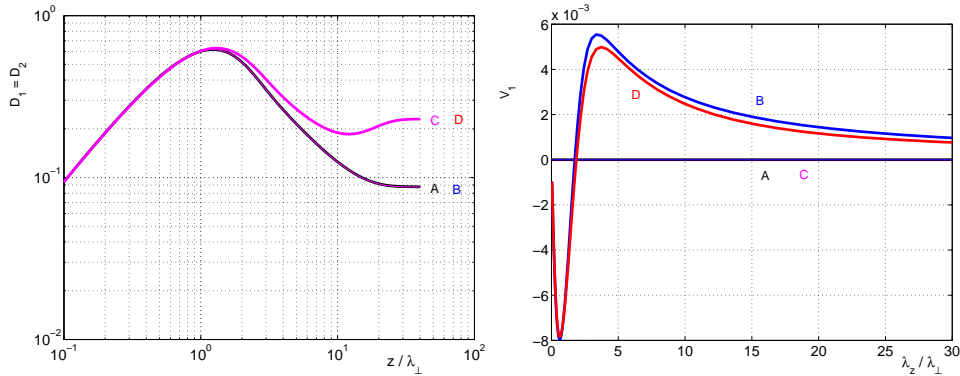 10^0
10^{-1}
10^{-2}
D_1 = D_2
C D
A B
10^{-1} 10^0 10^1 10^2
z / λ_⊥
x 10^{-3}
6
4
2
0
−2
−4
−6
−8
V_1
B
D
A C
0 5 10 15 20 25 30
λ_z / λ_⊥